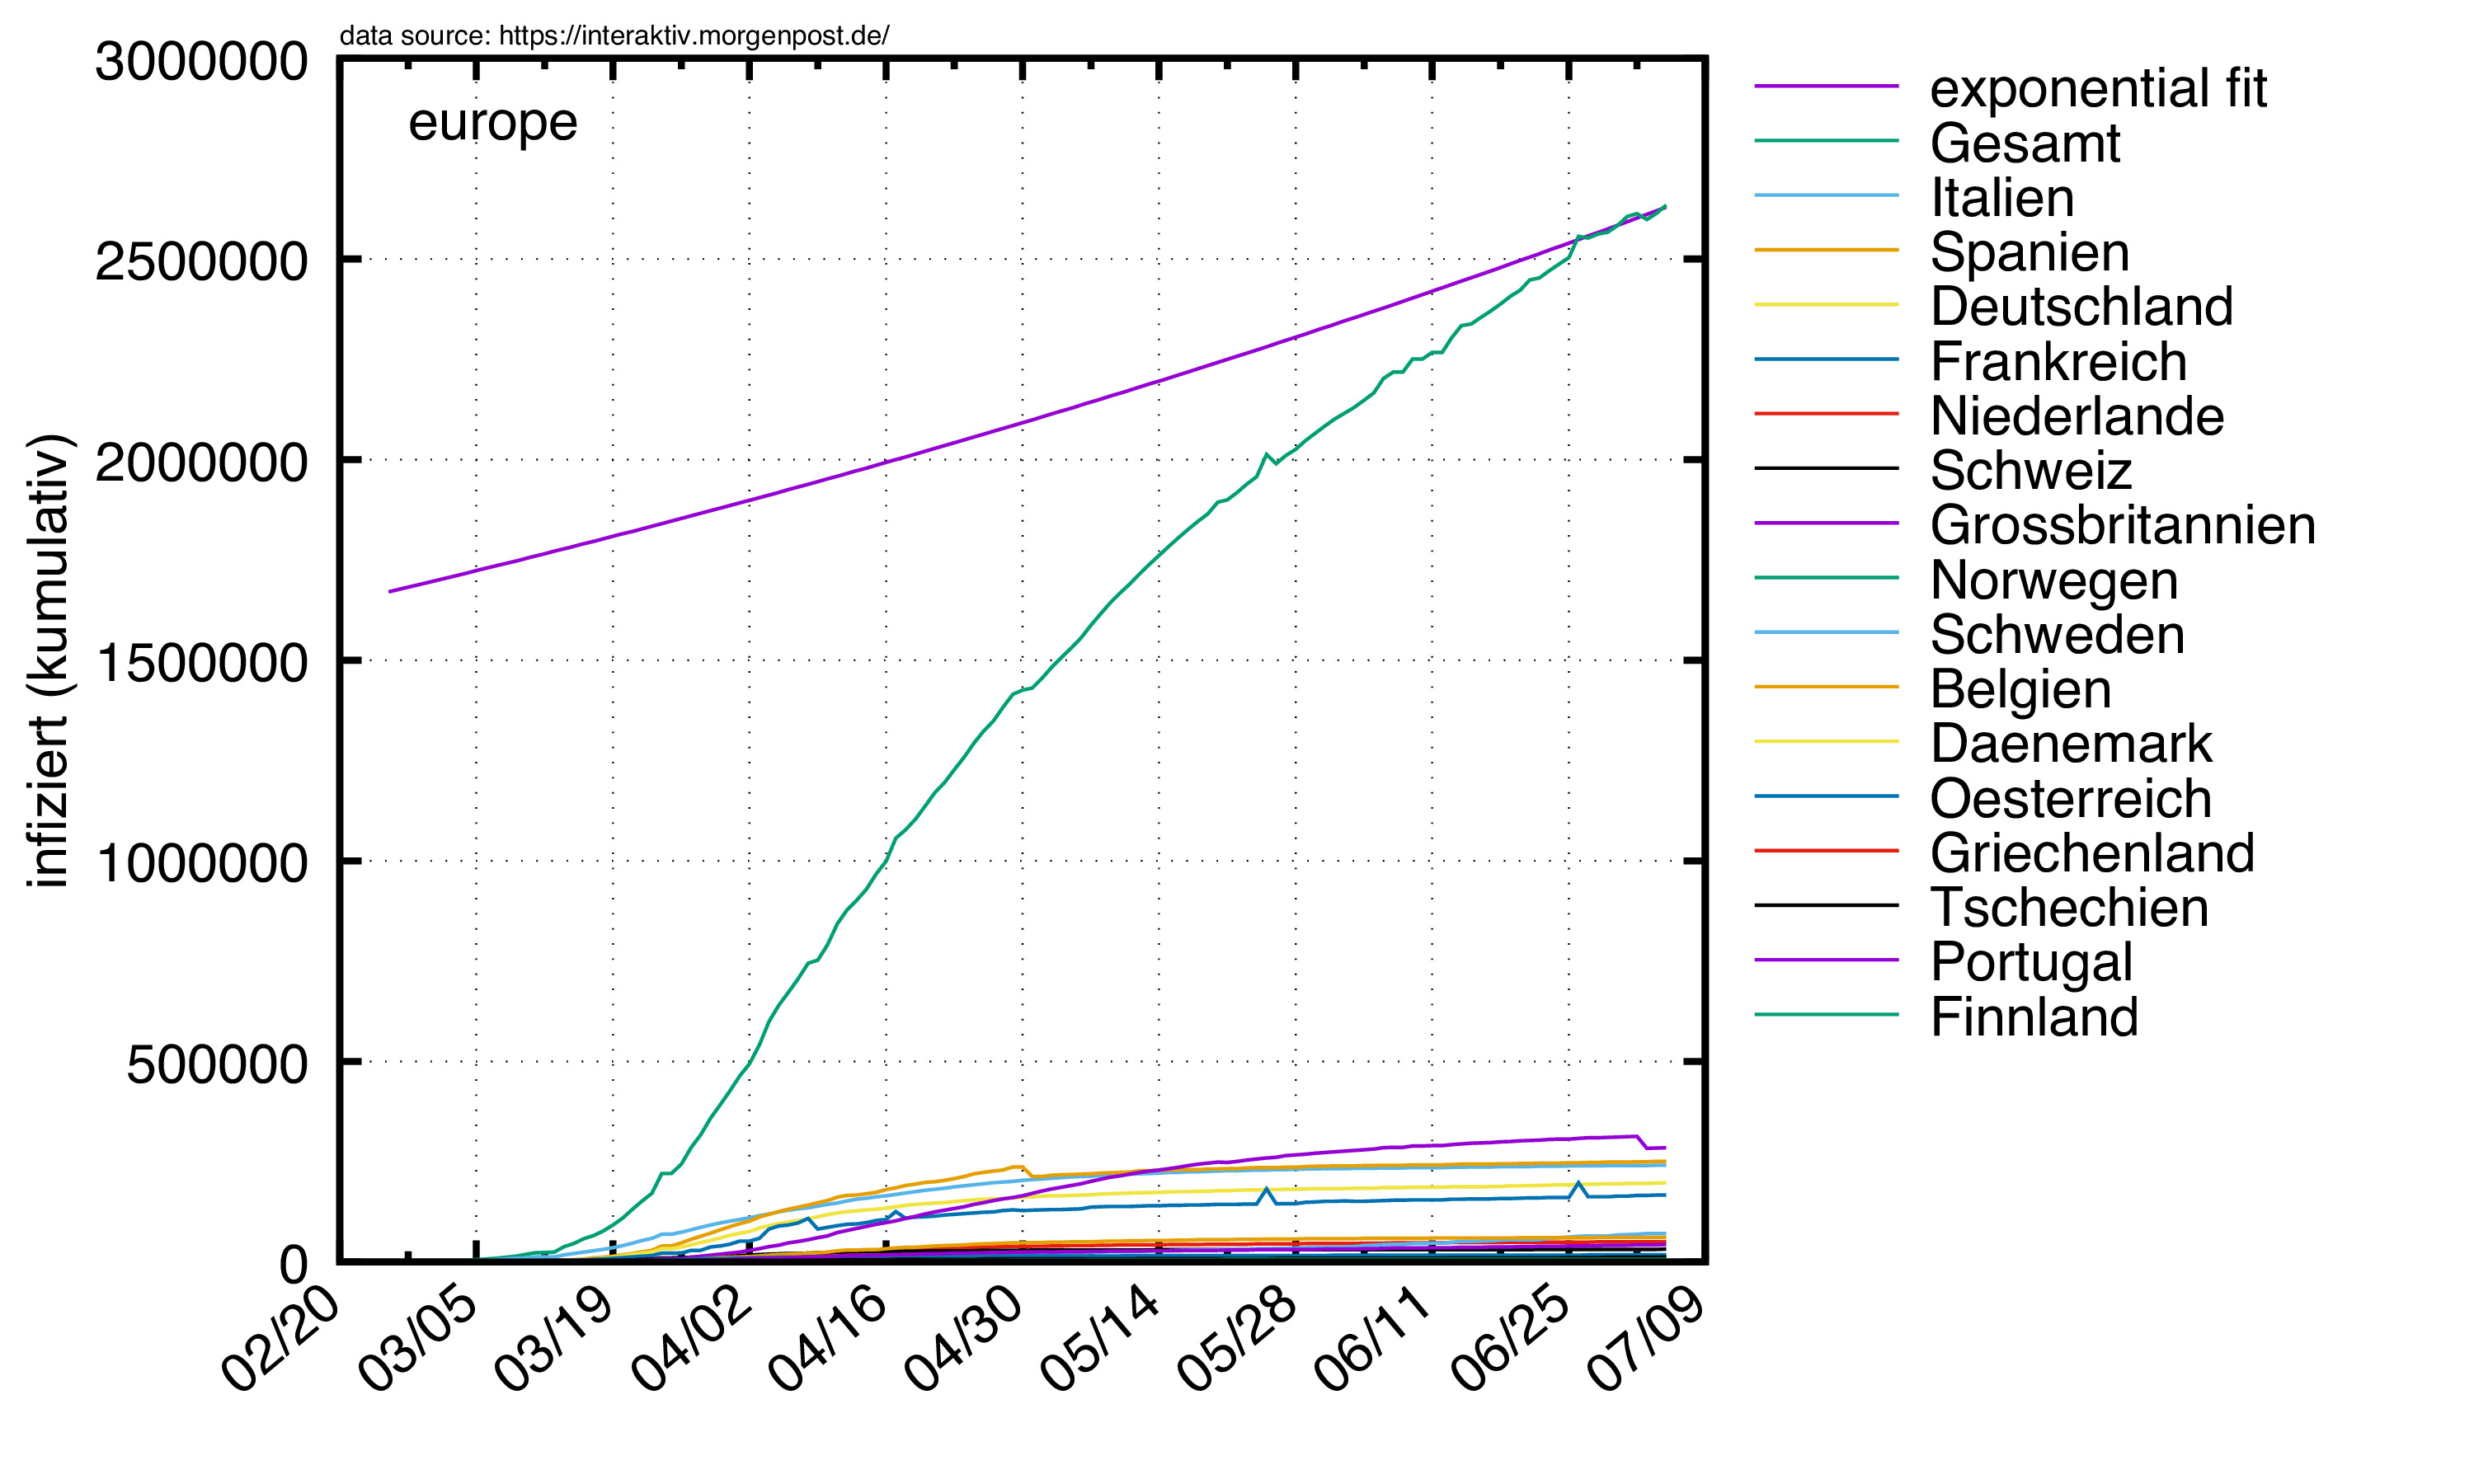 data source: https://interaktiv.morgenpost.de/
3000000
2500000
2000000
1500000
1000000
500000
0
infiziert (kumulativ)
europe
02/20
03/05
03/19
04/02
04/16
04/30
05/14
05/28
06/11
06/25
07/09
exponential fit
Gesamt
Italien
Spanien
Deutschland
Frankreich
Niederlande
Schweiz
Grossbritannien
Norwegen
Schweden
Belgien
Daenemark
Oesterreich
Griechenland
Tschechien
Portugal
Finnland